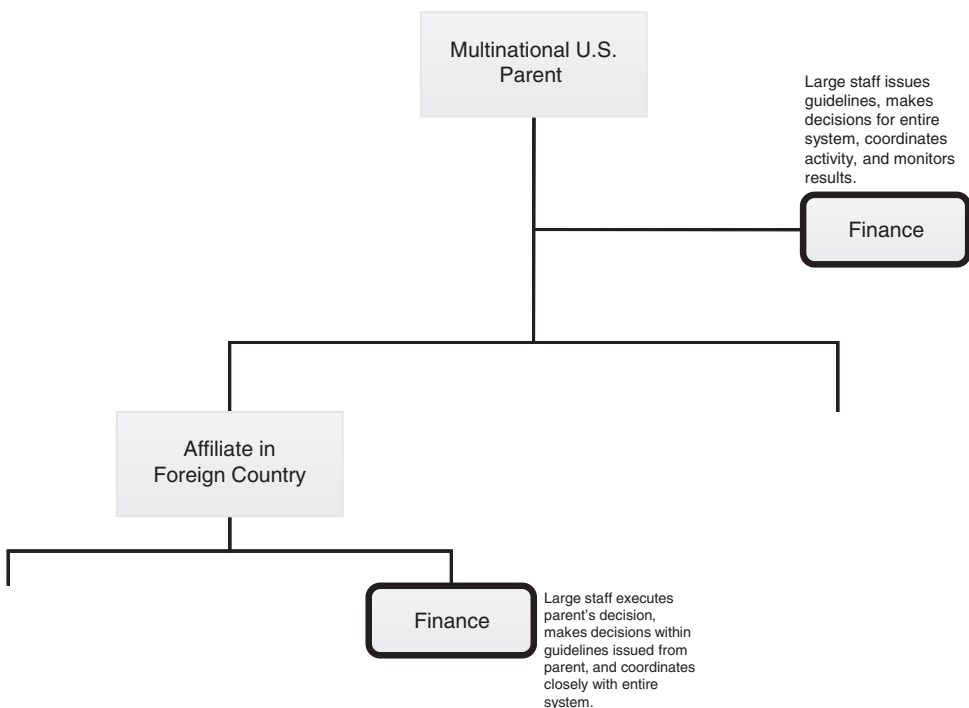 Multinational U.S.
Parent
Large staff issues
guidelines, makes
decisions for entire
system, coordinates
activity, and monitors
results.
Finance
Affiliate in
Foreign Country
Finance
Large staff executes
parent's decision,
makes decisions within
guidelines issued from
parent, and coordinates
closely with entire
system.